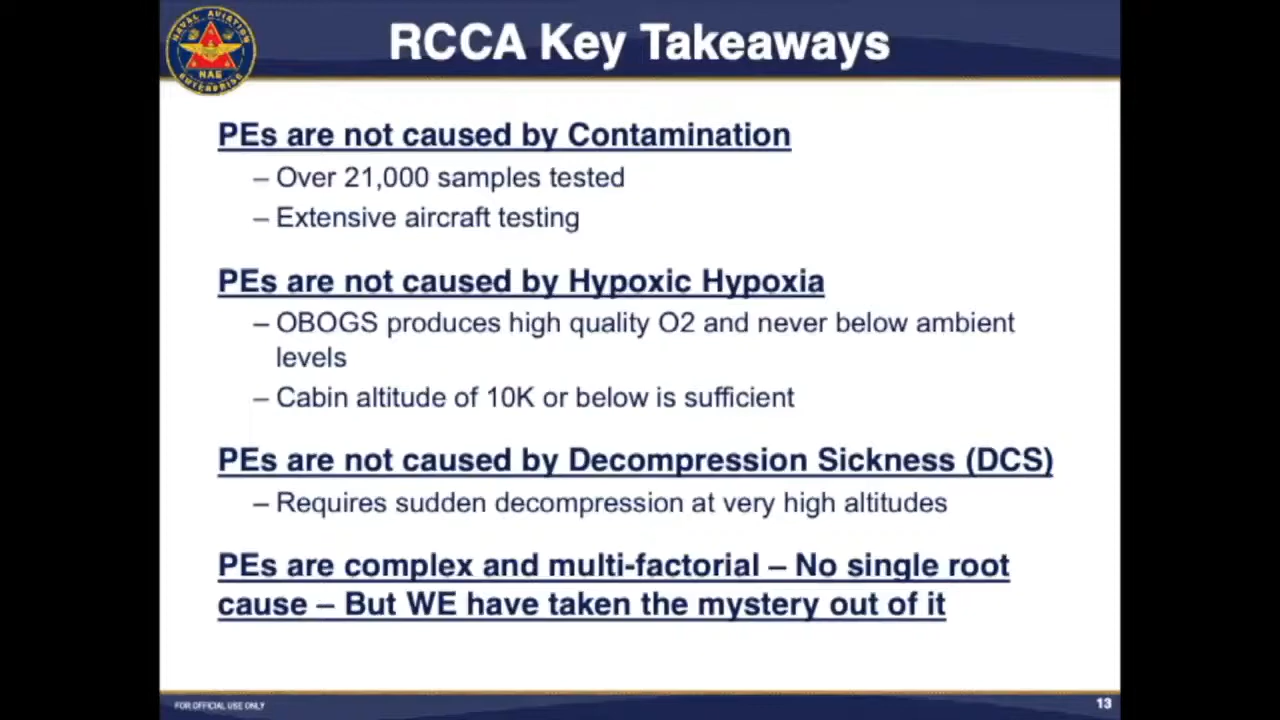 NAVAL AVIATION
NAE
ENTERPRISE
RCCA Key Takeaways
PEs are not caused by Contamination
– Over 21,000 samples tested
– Extensive aircraft testing
PEs are not caused by Hypoxic Hypoxia
– OBOGS produces high quality O2 and never below ambient
levels
– Cabin altitude of 10K or below is sufficient
PEs are not caused by Decompression Sickness (DCS)
– Requires sudden decompression at very high altitudes
PEs are complex and multi-factorial – No single root
cause – But WE have taken the mystery out of it
FOR OFFICIAL USE ONLY
13